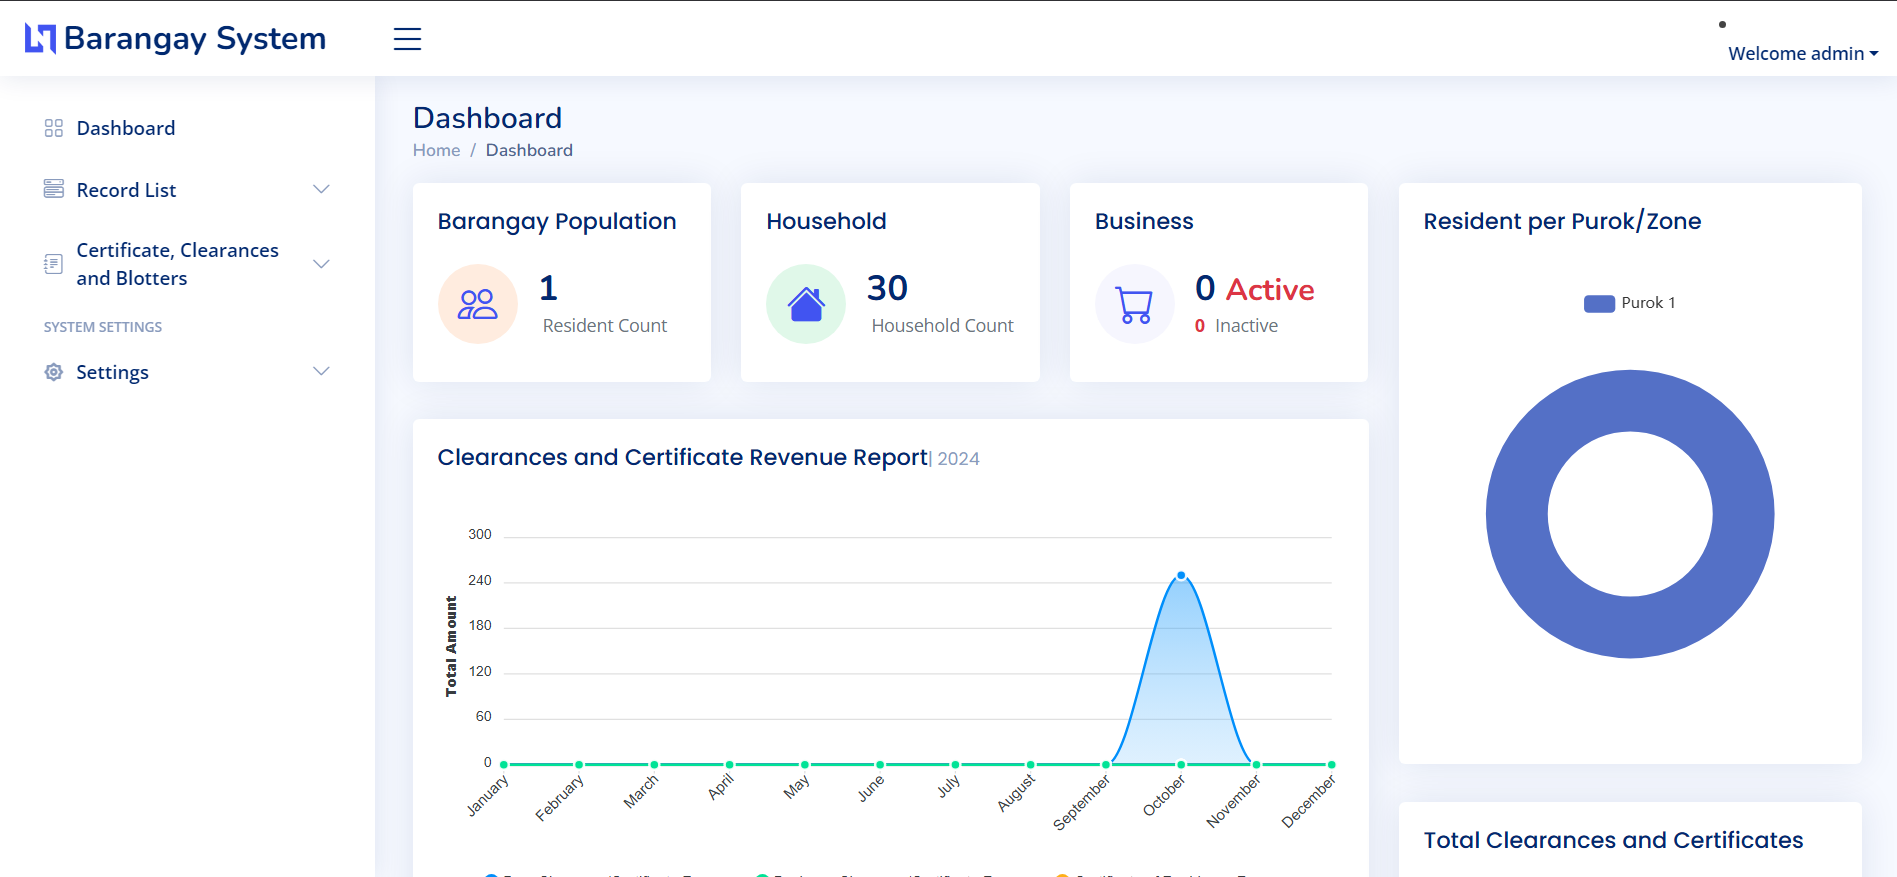 Barangay System
Welcome admin
Dashboard
Record List
Certificate, Clearances
and Blotters
SYSTEM SETTINGS
Settings
Dashboard
Home / Dashboard
Barangay Population
1
Resident Count
Household
30
Household Count
Business
0 Active
0 Inactive
Resident per Purok/Zone
Purok 1
Clearances and Certificate Revenue Report| 2024
Total Amount
300
240
180
120
60
0
January
February
March
April
May
June
July
August
September
October
November
December
Total Clearances and Certificates